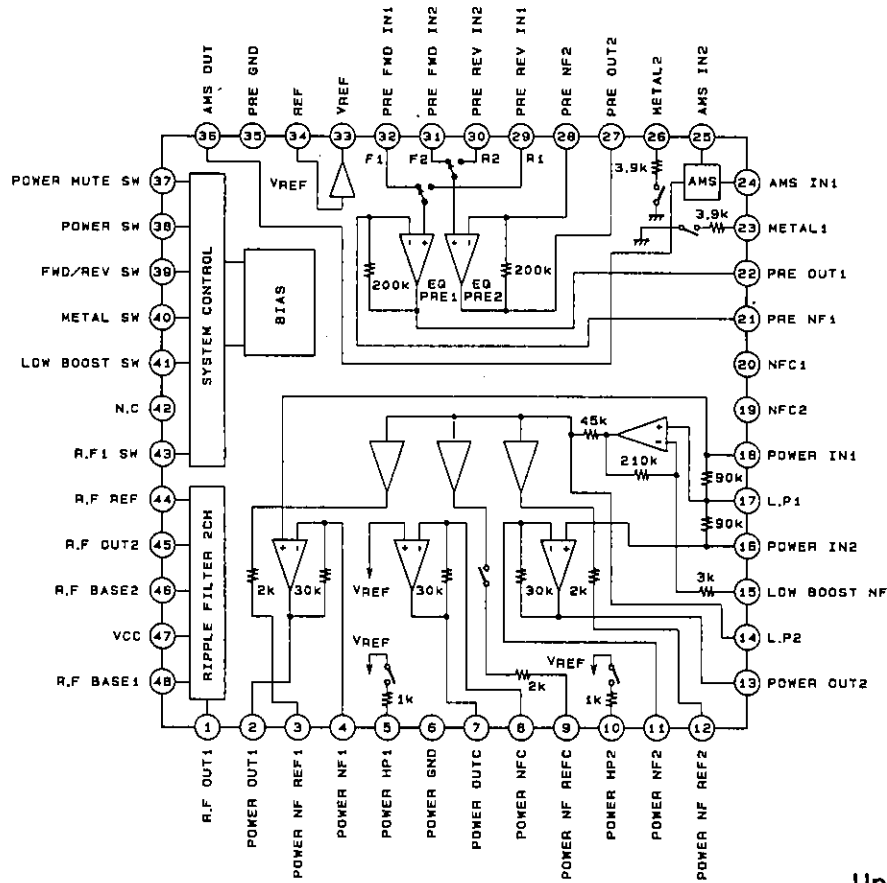 AMS OUT
PRE GND
REF
VREF
PRE FWD IN1
PRE FWD IN2
PRE REV IN2
PRE REV IN1
PRE NF2
PRE OUT2
METAL2
AMS IN2
36
35
34
33
32
31
30
29
28
27
26
25
F1
F2
R2
R1
VREF
3.9k
AMS
3.9k
POWER MUTE SW 37
POWER SW 38
FWD/REV SW 39
METAL SW 40
LOW BOOST SW 41
N.C 42
R.F1 SW 43
R.F REF 44
R.F OUT2 45
R.F BASE2 46
VCC 47
R.F BASE1 48
SYSTEM CONTROL
BIAS
RIPPLE FILTER 2CH
24 AMS IN1
23 METAL1
22 PRE OUT1
21 PRE NF1
20 NFC1
19 NFC2
18 POWER IN1
17 L.P1
16 POWER IN2
15 LOW BOOST NF
14 L.P2
13 POWER OUT2
- +
+ -
200k
EQ
PRE1
EQ
PRE2
200k
45k
+
-
210k
90k
90k
3k
+ -
+ -
- +
2k
30k
VREF
30k
30k
2k
VREF
1k
2k
VREF
1k
1
2
3
4
5
6
7
8
9
10
11
12
R.F OUT1
POWER OUT1
POWER NF REF1
POWER NF1
POWER HP1
POWER GND
POWER OUTC
POWER NFC
POWER NF REFC
POWER HP2
POWER NF2
POWER NF REF2